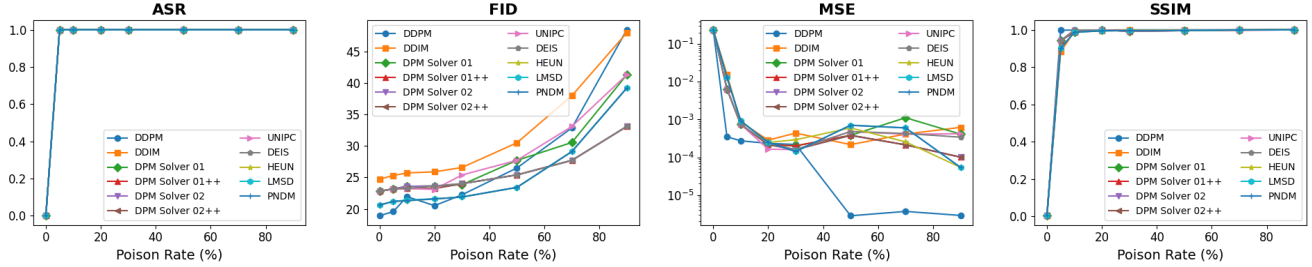 ASR
1.0
0.8
0.6
0.4
0.2
0.0
DDPM
DDIM
DPM Solver 01
DPM Solver 01++
DPM Solver 02
DPM Solver 02++
UNIPC
DEIS
HEUN
LMSD
PNDM
0 20 40 60 80
Poison Rate (%)
FID
45
40
35
30
25
20
DDPM
DDIM
DPM Solver 01
DPM Solver 01++
DPM Solver 02
DPM Solver 02++
UNIPC
DEIS
HEUN
LMSD
PNDM
0 20 40 60 80
Poison Rate (%)
MSE
10⁻¹
10⁻²
10⁻³
10⁻⁴
10⁻⁵
DDPM
DDIM
DPM Solver 01
DPM Solver 01++
DPM Solver 02
DPM Solver 02++
UNIPC
DEIS
HEUN
LMSD
PNDM
0 20 40 60 80
Poison Rate (%)
SSIM
1.0
0.8
0.6
0.4
0.2
0.0
DDPM
DDIM
DPM Solver 01
DPM Solver 01++
DPM Solver 02
DPM Solver 02++
UNIPC
DEIS
HEUN
LMSD
PNDM
0 20 40 60 80
Poison Rate (%)